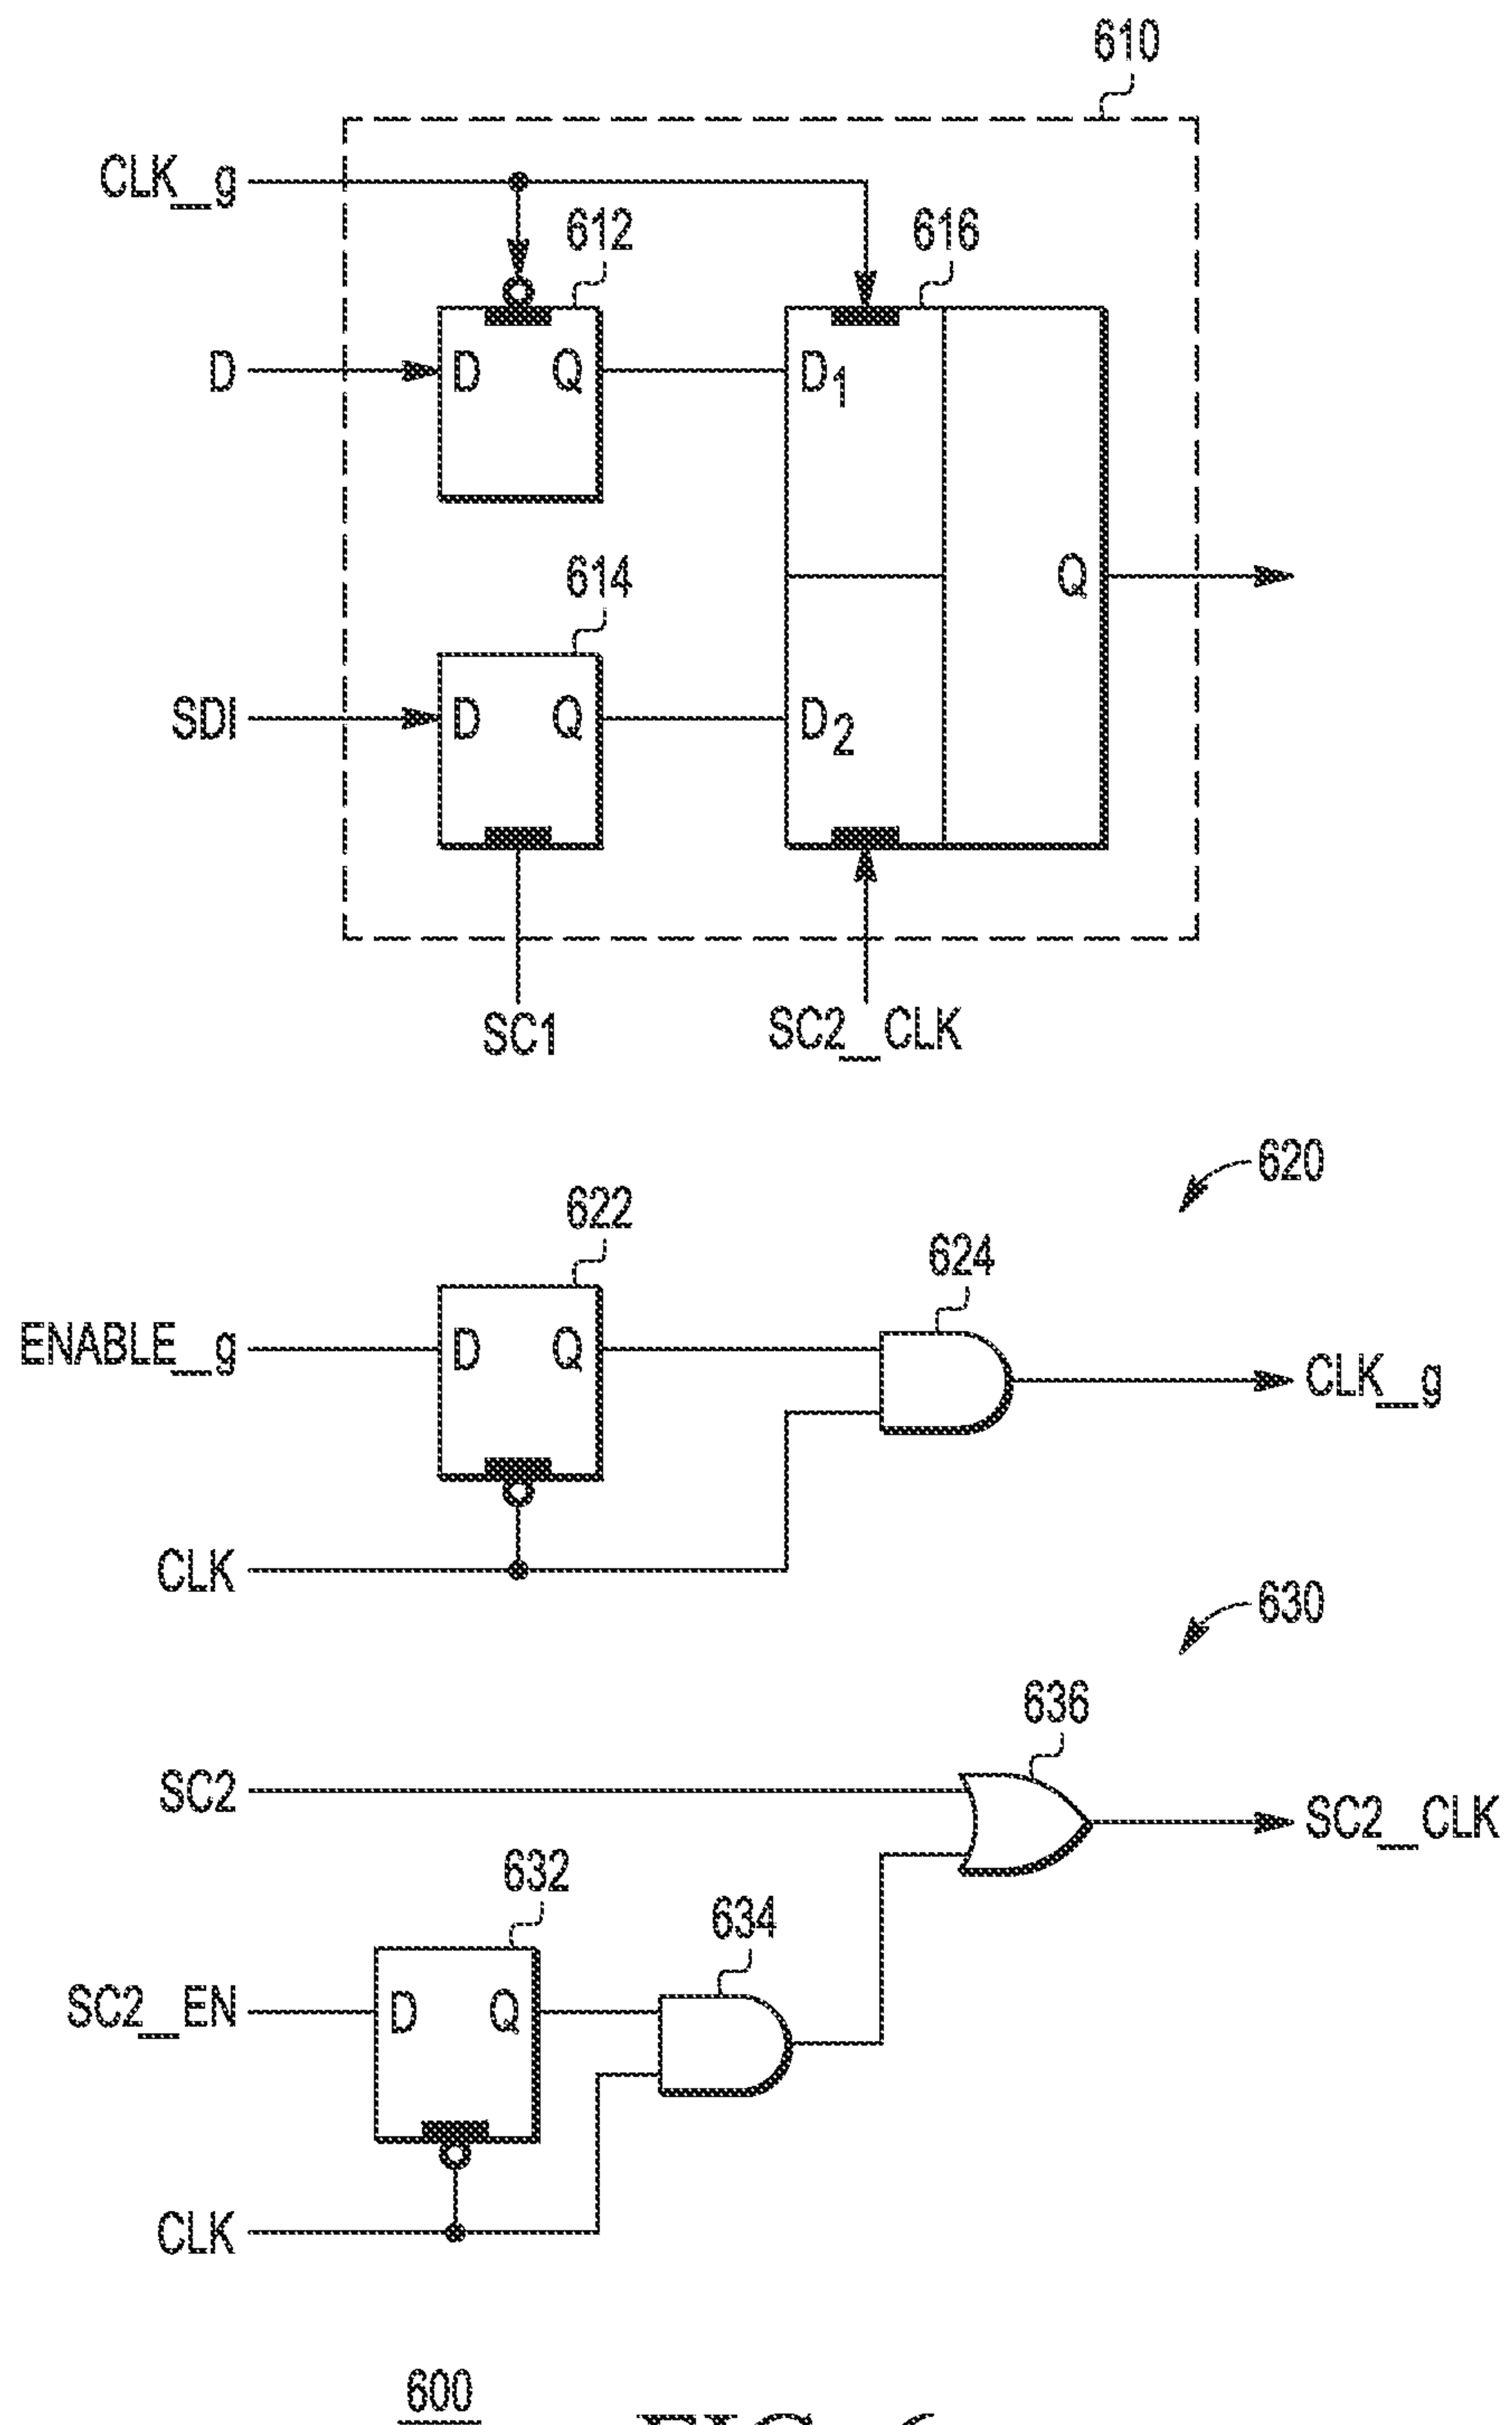 610
CLK_g
612
616
D
D Q
D1
614
Q
SDI
D Q
D2
SC1
SC2_CLK
620
622
624
ENABLE_g
D Q
CLK_g
CLK
630
636
SC2
SC2_CLK
632
634
SC2_EN
D Q
CLK
600